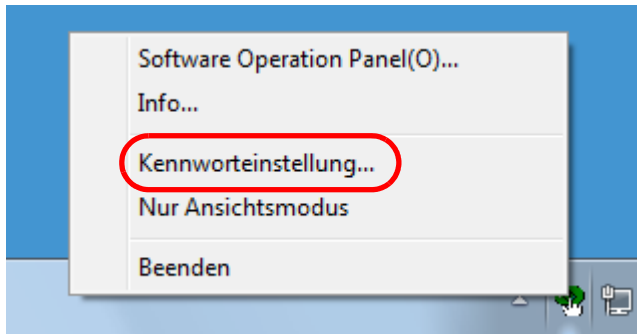 Software Operation Panel(O)...
Info...
Kennworteinstellung...
Nur Ansichtsmodus
Beenden